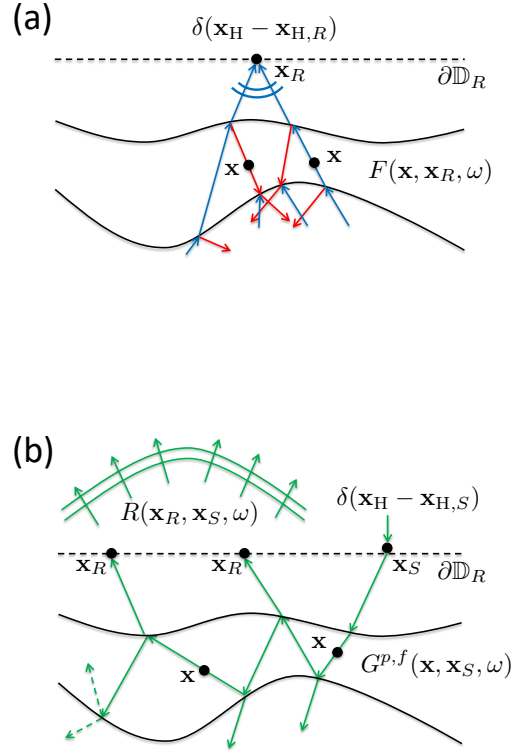 (a)
δ(x_H − x_{H,R})
x_R
∂𝔻_R
x
x
F(x, x_R, ω)
(b)
R(x_R, x_S, ω)
δ(x_H − x_{H,S})
x_R
x_R
x_S
∂𝔻_R
x
x
G^{p,f}(x, x_S, ω)